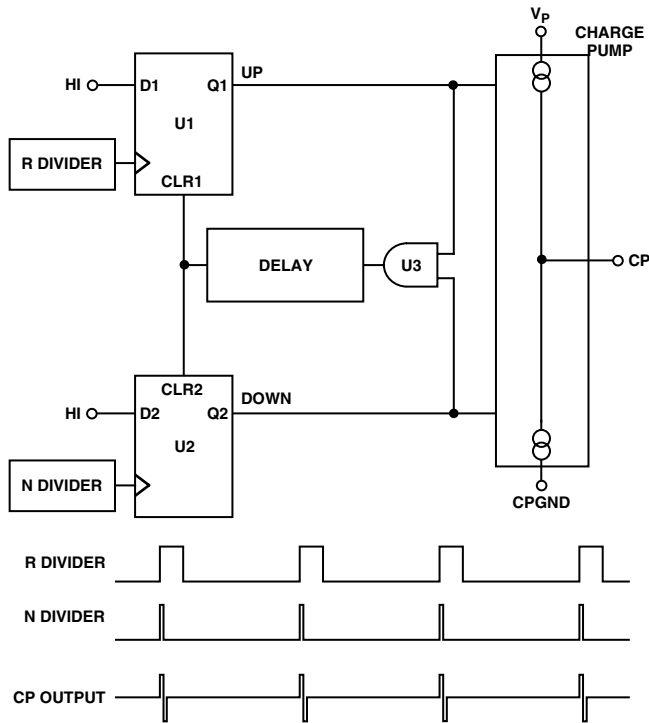 V_P
CHARGE
PUMP
HI
D1
Q1
UP
U1
R DIVIDER
CLR1
DELAY
U3
CP
CLR2
HI
D2
Q2
DOWN
U2
N DIVIDER
CPGND
R DIVIDER
N DIVIDER
CP OUTPUT